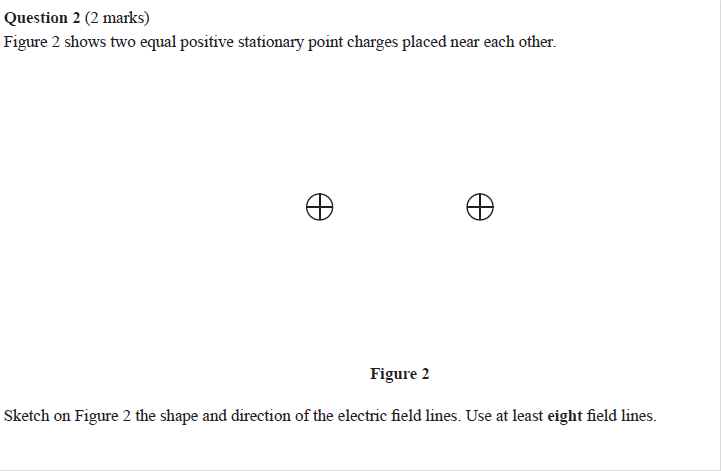 Question 2 (2 marks)
Figure 2 shows two equal positive stationary point charges placed near each other.
Figure 2
Sketch on Figure 2 the shape and direction of the electric field lines. Use at least eight field lines.